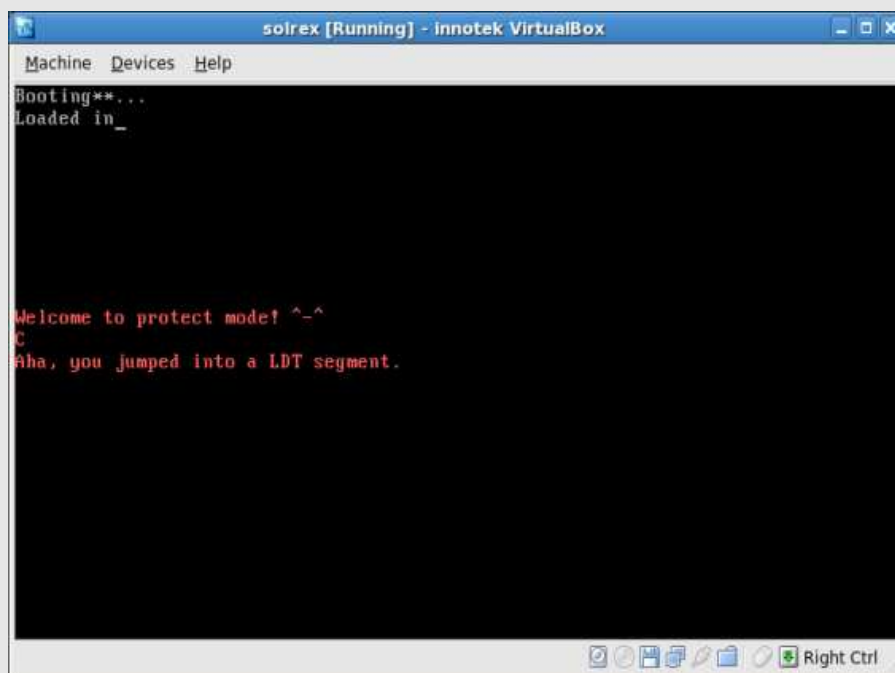 solrex [Running] - innotek VirtualBox
Machine Devices Help
Booting**...
Loaded in_
Welcome to protect mode! ^-^
C
Aha, you jumped into a LDT segment.
Right Ctrl